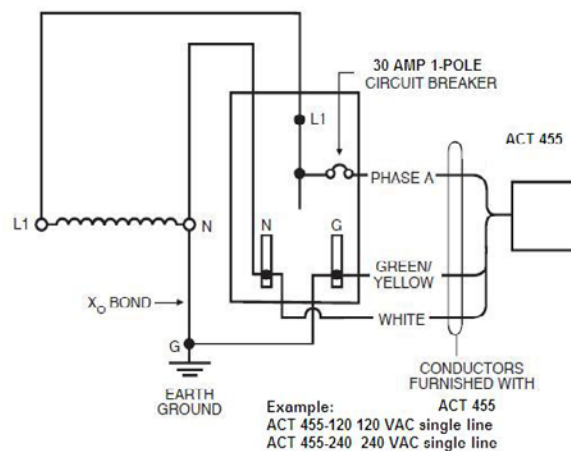 30 AMP 1-POLE
CIRCUIT BREAKER
L1
ACT 455
PHASE A
L1
N
N
G
GREEN/
YELLOW
XO BOND
WHITE
G
EARTH
GROUND
CONDUCTORS
FURNISHED WITH
ACT 455
Example:
ACT 455-120 120 VAC single line
ACT 455-240 240 VAC single line